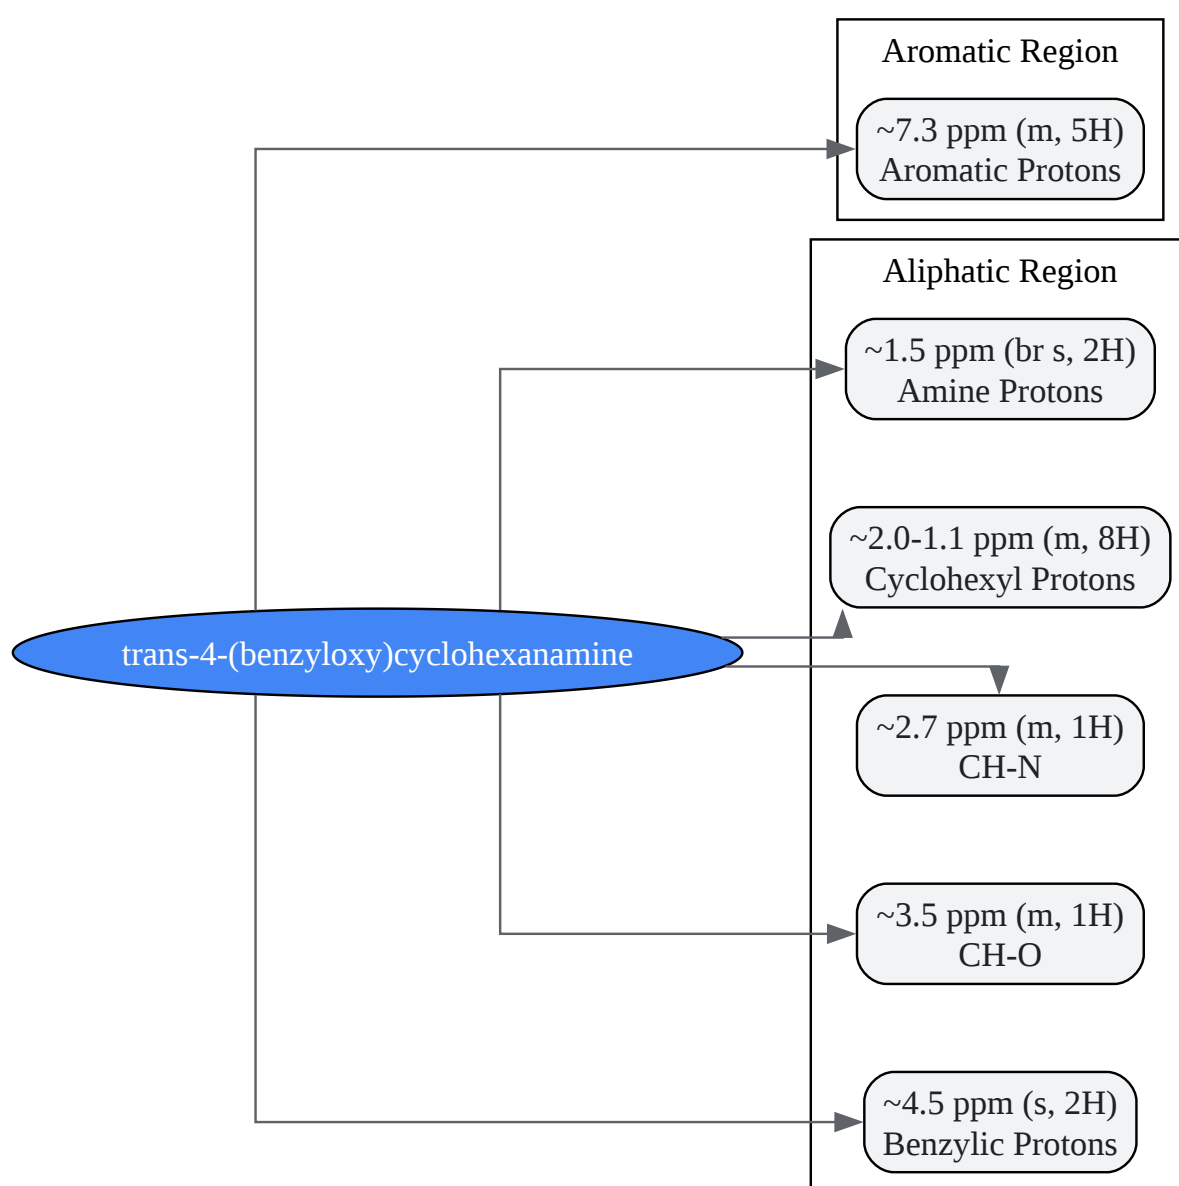 Aromatic Region
~7.3 ppm (m, 5H)
Aromatic Protons
Aliphatic Region
~1.5 ppm (br s, 2H)
Amine Protons
~2.0-1.1 ppm (m, 8H)
Cyclohexyl Protons
trans-4-(benzyloxy)cyclohexanamine
~2.7 ppm (m, 1H)
CH-N
~3.5 ppm (m, 1H)
CH-O
~4.5 ppm (s, 2H)
Benzylic Protons